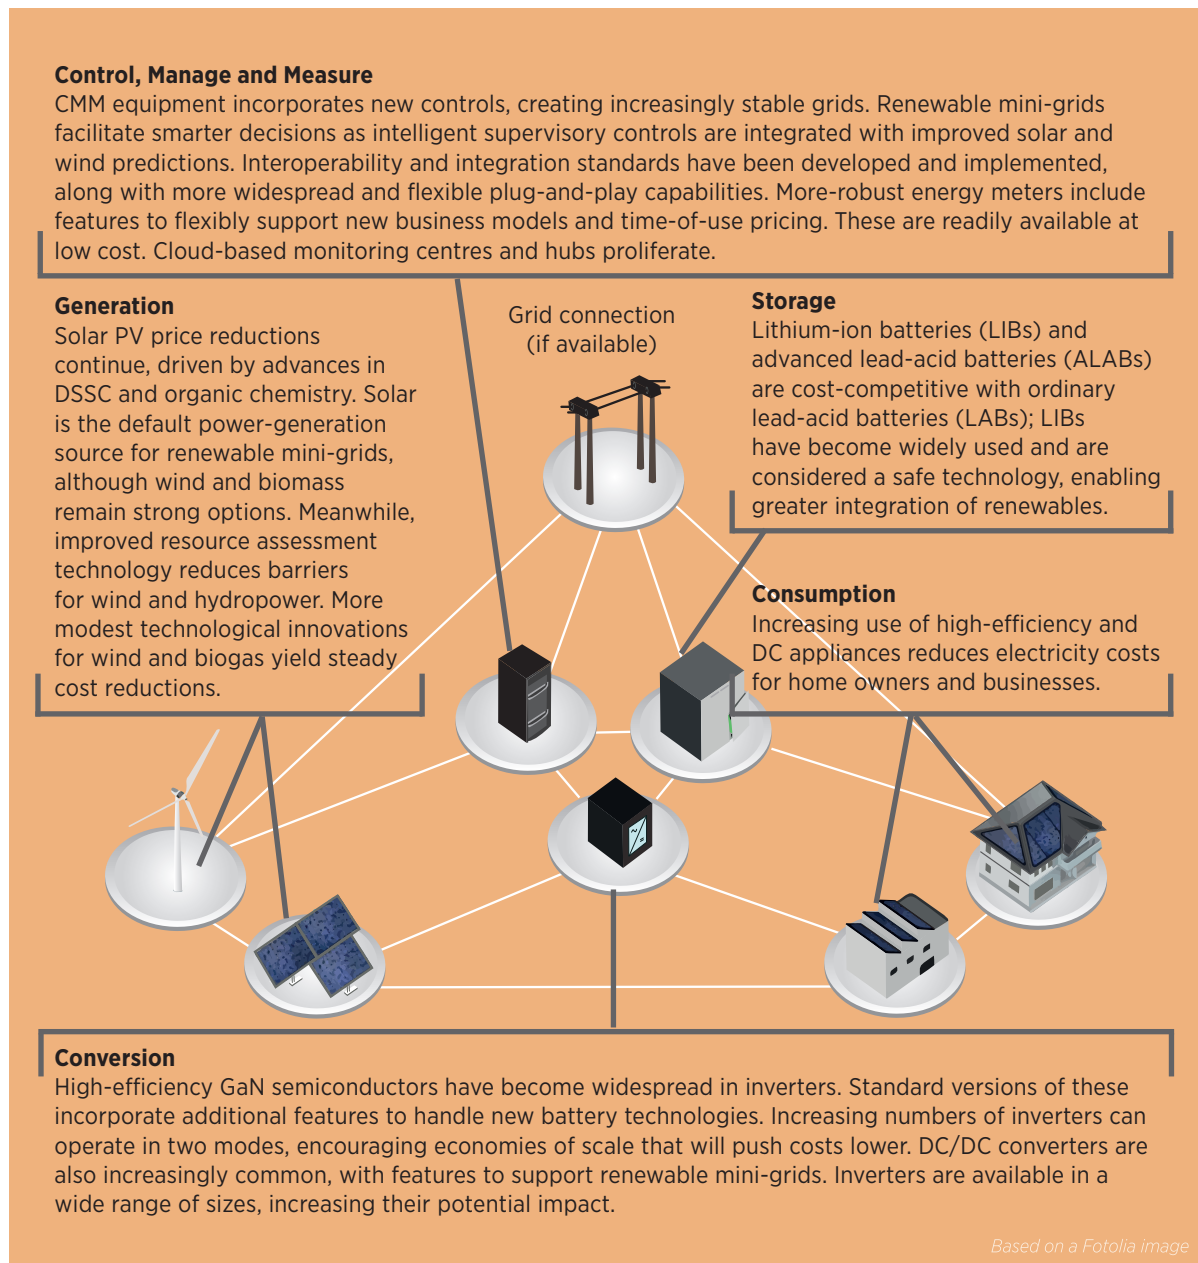 Control, Manage and Measure
CMM equipment incorporates new controls, creating increasingly stable grids. Renewable mini-grids
facilitate smarter decisions as intelligent supervisory controls are integrated with improved solar and
wind predictions. Interoperability and integration standards have been developed and implemented,
along with more widespread and flexible plug-and-play capabilities. More-robust energy meters include
features to flexibly support new business models and time-of-use pricing. These are readily available at
low cost. Cloud-based monitoring centres and hubs proliferate.
Generation
Solar PV price reductions
continue, driven by advances in
DSSC and organic chemistry. Solar
is the default power-generation
source for renewable mini-grids,
although wind and biomass
remain strong options. Meanwhile,
improved resource assessment
technology reduces barriers
for wind and hydropower. More
modest technological innovations
for wind and biogas yield steady
cost reductions.
Grid connection
(if available)
Storage
Lithium-ion batteries (LIBs) and
advanced lead-acid batteries (ALABs)
are cost-competitive with ordinary
lead-acid batteries (LABs); LIBs
have become widely used and are
considered a safe technology, enabling
greater integration of renewables.
Consumption
Increasing use of high-efficiency and
DC appliances reduces electricity costs
for home owners and businesses.
Conversion
High-efficiency GaN semiconductors have become widespread in inverters. Standard versions of these
incorporate additional features to handle new battery technologies. Increasing numbers of inverters can
operate in two modes, encouraging economies of scale that will push costs lower. DC/DC converters are
also increasingly common, with features to support renewable mini-grids. Inverters are available in a
wide range of sizes, increasing their potential impact.
Based on a Fotolia image